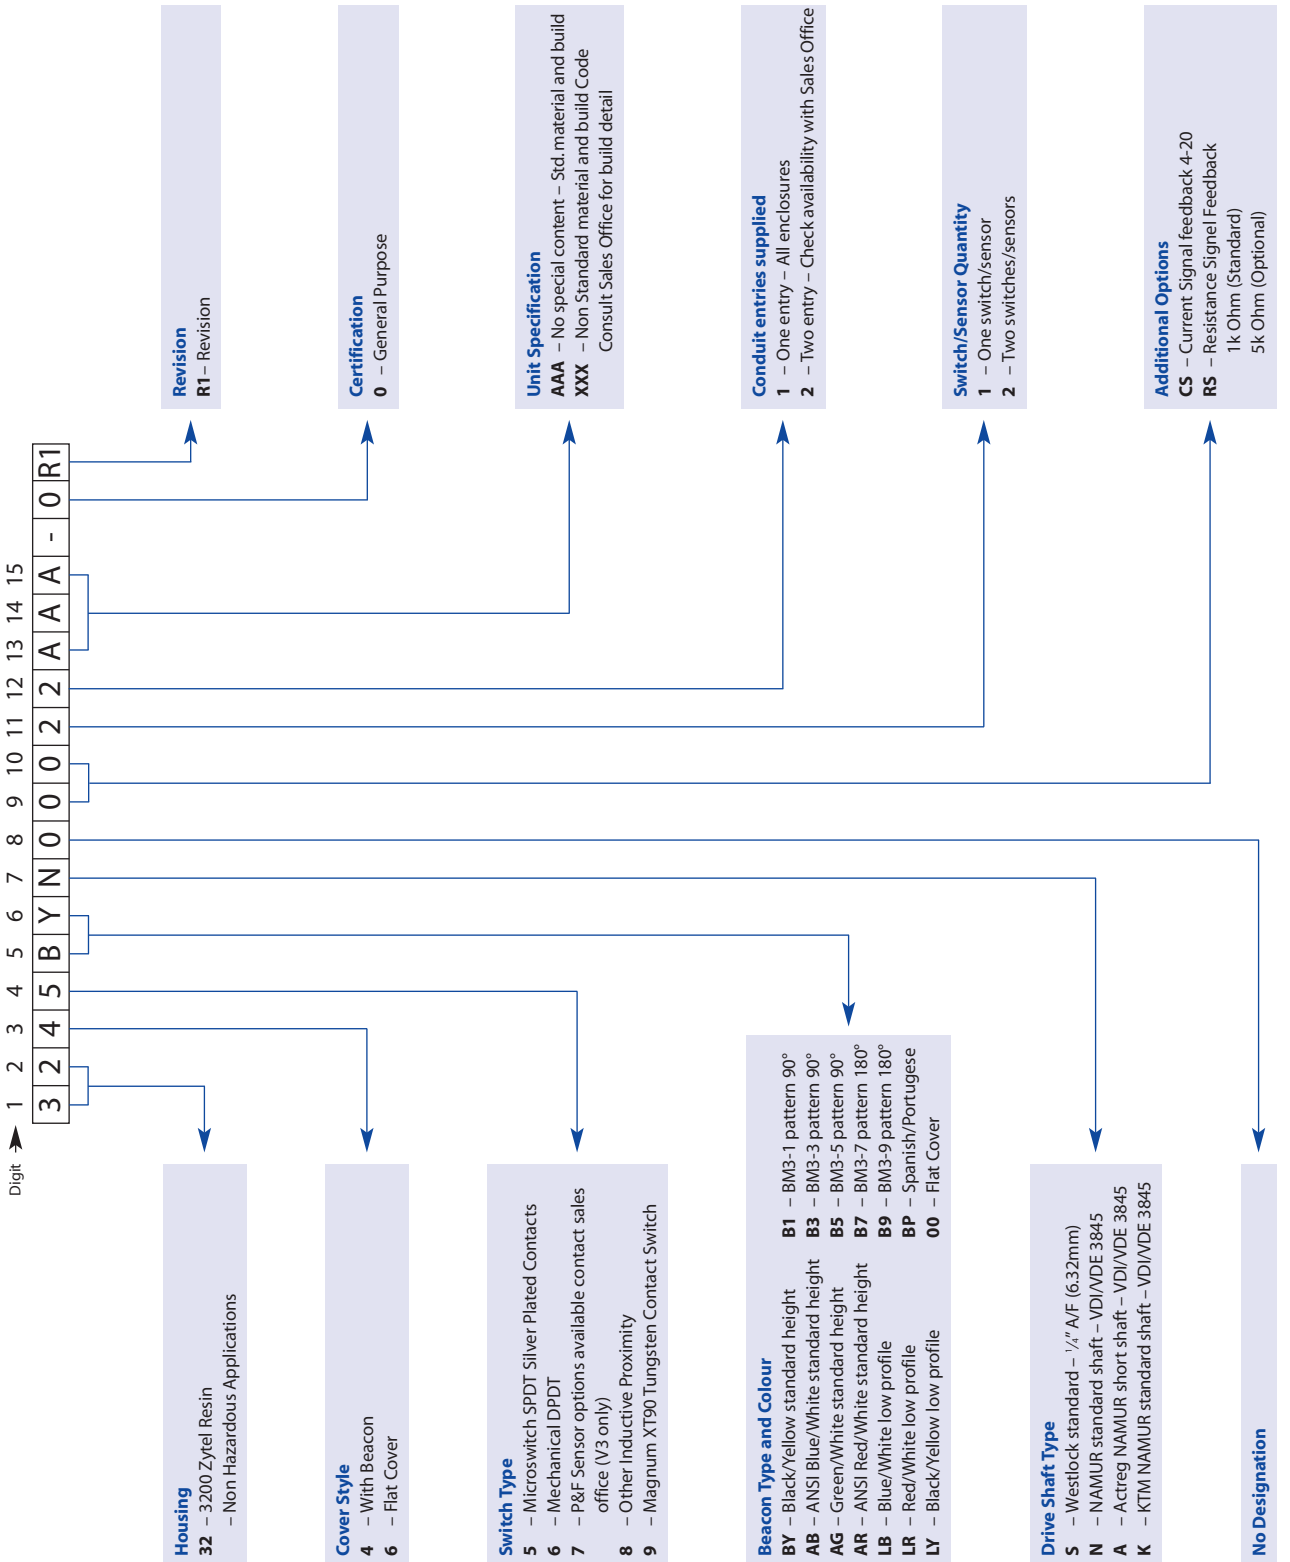 Digit
1 2 3 4 5 6 7 8 9 10 11 12 13 14 15
3 2 4 5 B Y N 0 0 0 2 2 A A A - 0 R1
Housing
32 – 3200 Zytel Resin
– Non Hazardous Applications
Cover Style
4 – With Beacon
6 – Flat Cover
Switch Type
5 – Microswitch SPDT Silver Plated Contacts
6 – Mechanical DPDT
7 – P&F Sensor options available contact sales
office (V3 only)
8 – Other Inductive Proximity
9 – Magnum XT90 Tungsten Contact Switch
Beacon Type and Colour
BY – Black/Yellow standard height
AB – ANSI Blue/White standard height
AG – Green/White standard height
AR – ANSI Red/White standard height
LB – Blue/White low profile
LR – Red/White low profile
LY – Black/Yellow low profile
B1 – BM3-1 pattern 90°
B3 – BM3-3 pattern 90°
B5 – BM3-5 pattern 90°
B7 – BM3-7 pattern 180°
B9 – BM3-9 pattern 180°
BP – Spanish/Portugese
00 – Flat Cover
Drive Shaft Type
S – Westlock standard – 1/4" A/F (6.32mm)
N – NAMUR standard shaft – VDI/VDE 3845
A – Actreg NAMUR short shaft – VDI/VDE 3845
K – KTM NAMUR standard shaft – VDI/VDE 3845
No Designation
Revision
R1 – Revision
Certification
0 – General Purpose
Unit Specification
AAA – No special content – Std. material and build
XXX – Non Standard material and build Code
Consult Sales Office for build detail
Conduit entries supplied
1 – One entry – All enclosures
2 – Two entry – Check availability with Sales Office
Switch/Sensor Quantity
1 – One switch/sensor
2 – Two switches/sensors
Additional Options
CS – Current Signal feedback 4-20
RS – Resistance Signel Feedback
1k Ohm (Standard)
5k Ohm (Optional)